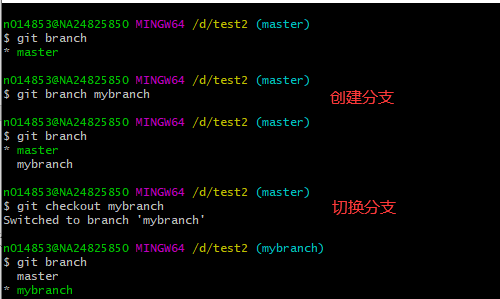 n014853@NA24825850 MINGW64 /d/test2 (master)
$ git branch
* master
n014853@NA24825850 MINGW64 /d/test2 (master)
$ git branch mybranch
创建分支
n014853@NA24825850 MINGW64 /d/test2 (master)
$ git branch
* master
mybranch
n014853@NA24825850 MINGW64 /d/test2 (master)
$ git checkout mybranch
切换分支
Switched to branch 'mybranch'
n014853@NA24825850 MINGW64 /d/test2 (mybranch)
$ git branch
master
* mybranch